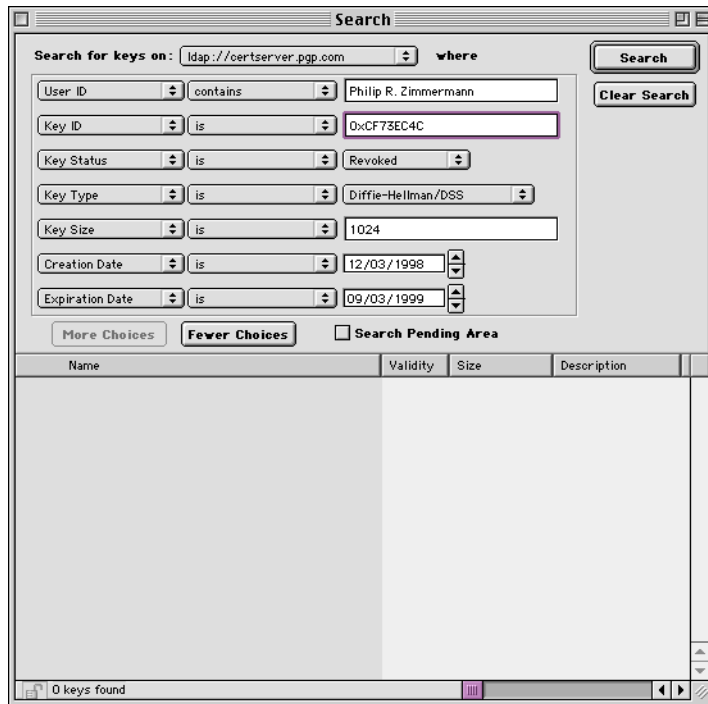 Search
Search for keys on: ldap://certserver.pgp.com where
Search
Clear Search
User ID contains Philip R. Zimmermann
Key ID is 0xCF73EC4C
Key Status is Revoked
Key Type is Diffie-Hellman/DSS
Key Size is 1024
Creation Date is 12/03/1998
Expiration Date is 09/03/1999
More Choices Fewer Choices Search Pending Area
Name Validity Size Description
0 keys found